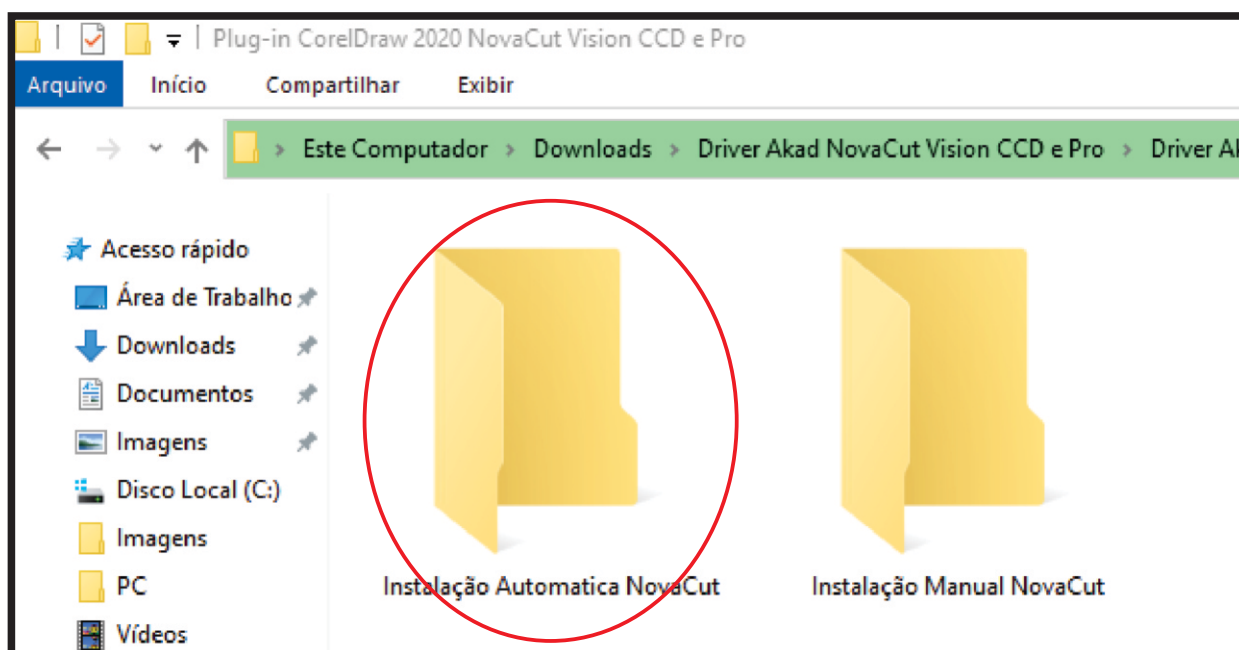 Plug-in CorelDraw 2020 NovaCut Vision CCD e Pro
Arquivo Início Compartilhar Exibir
Este Computador > Downloads > Driver Akad NovaCut Vision CCD e Pro > Driver
Acesso rápido
Área de Trabalho
Downloads
Documentos
Imagens
Disco Local (C:)
Imagens
PC
Vídeos
Instalação Automatica NovaCut
Instalação Manual NovaCut